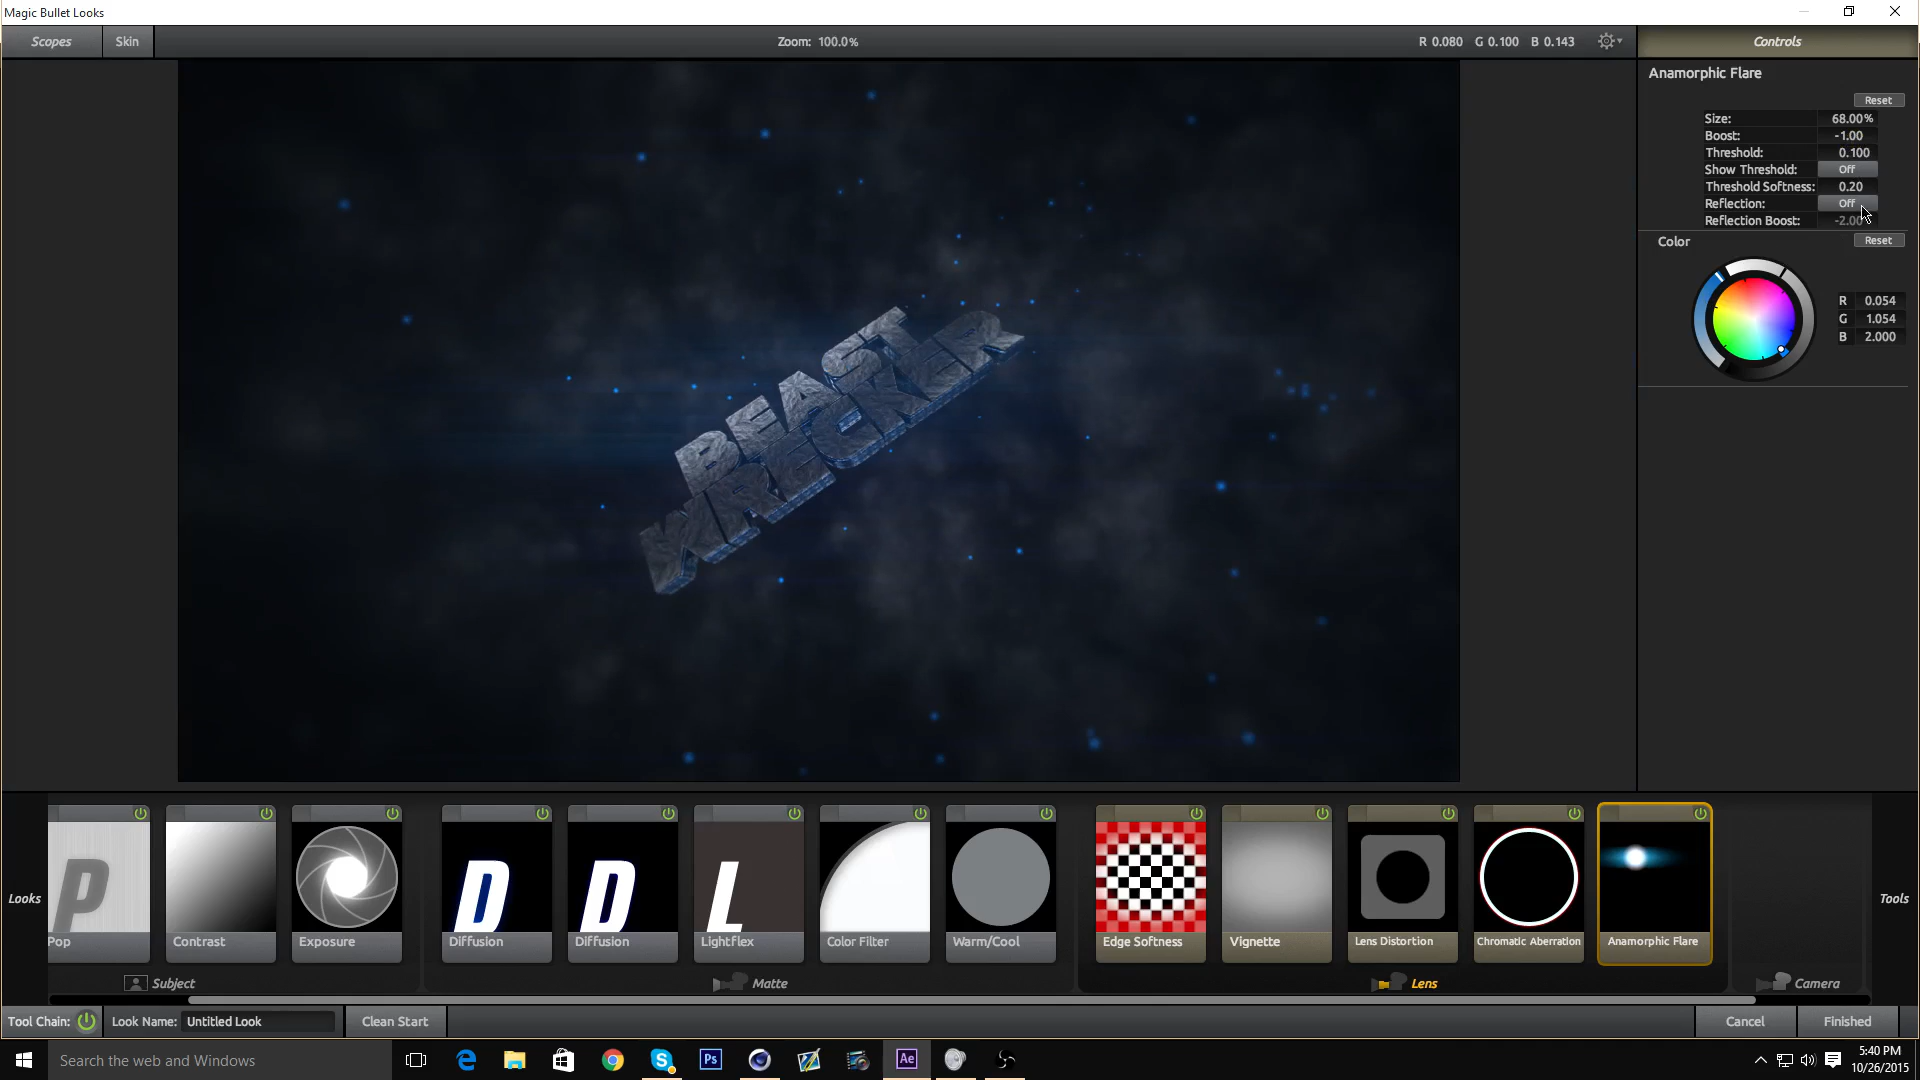 Magic Bullet Looks
Scopes
Skin
Zoom: 100.0%
R 0.080 G 0.100 B 0.143
Controls
Anamorphic Flare
Reset
Size: 68.00%
Boost: -1.00
Threshold: 0.100
Show Threshold: Off
Threshold Softness: 0.20
Reflection: Off
Reflection Boost: -2.00
Color
Reset
R 0.054
G 1.054
B 2.000
BEAST
WRECKER
P
D
D
L
Looks
Pop
Contrast
Exposure
Diffusion
Diffusion
Lightflex
Color Filter
Warm/Cool
Edge Softness
Vignette
Lens Distortion
Chromatic Aberration
Anamorphic Flare
Tools
Subject
Matte
Lens
Camera
Tool Chain:
Look Name: Untitled Look
Clean Start
Cancel
Finished
Search the web and Windows
Ps
Ae
5:40 PM
10/26/2015